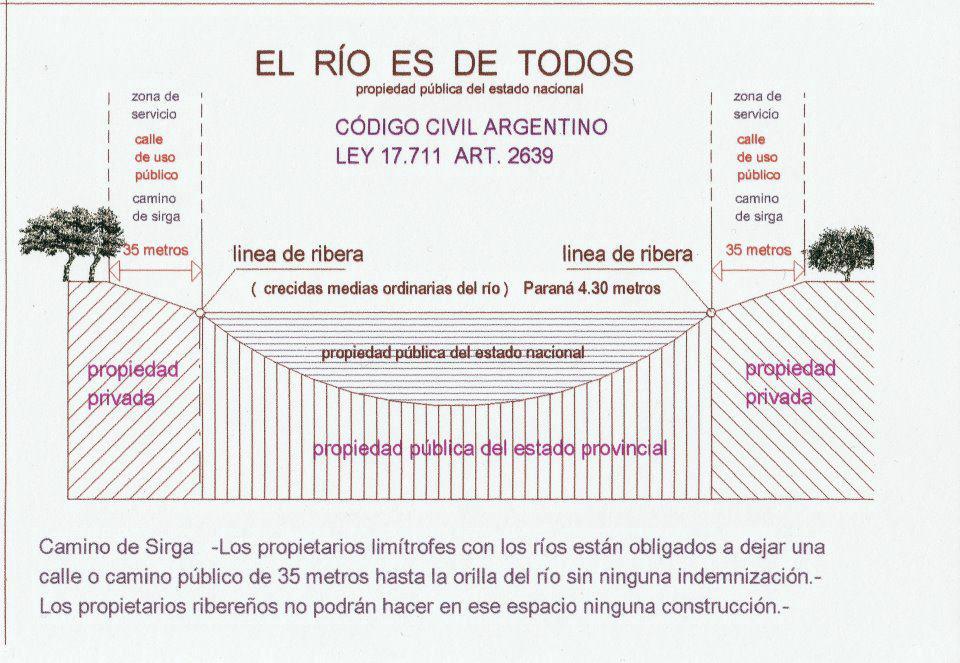 EL RÍO ES DE TODOS
propiedad pública del estado nacional
CÓDIGO CIVIL ARGENTINO
LEY 17.711 ART. 2639
zona de
servicio
calle
de uso
público
camino
de sirga
35 metros
zona de
servicio
calle
de uso
público
camino
de sirga
35 metros
linea de ribera
linea de ribera
( crecidas medias ordinarias del río ) Paraná 4.30 metros
propiedad pública del estado nacional
propiedad
privada
propiedad
privada
propiedad pública del estado provincial
Camino de Sirga -Los propietarios limítrofes con los ríos están obligados a dejar una
calle o camino público de 35 metros hasta la orilla del río sin ninguna indemnización.-
Los propietarios ribereños no podrán hacer en ese espacio ninguna construcción.-